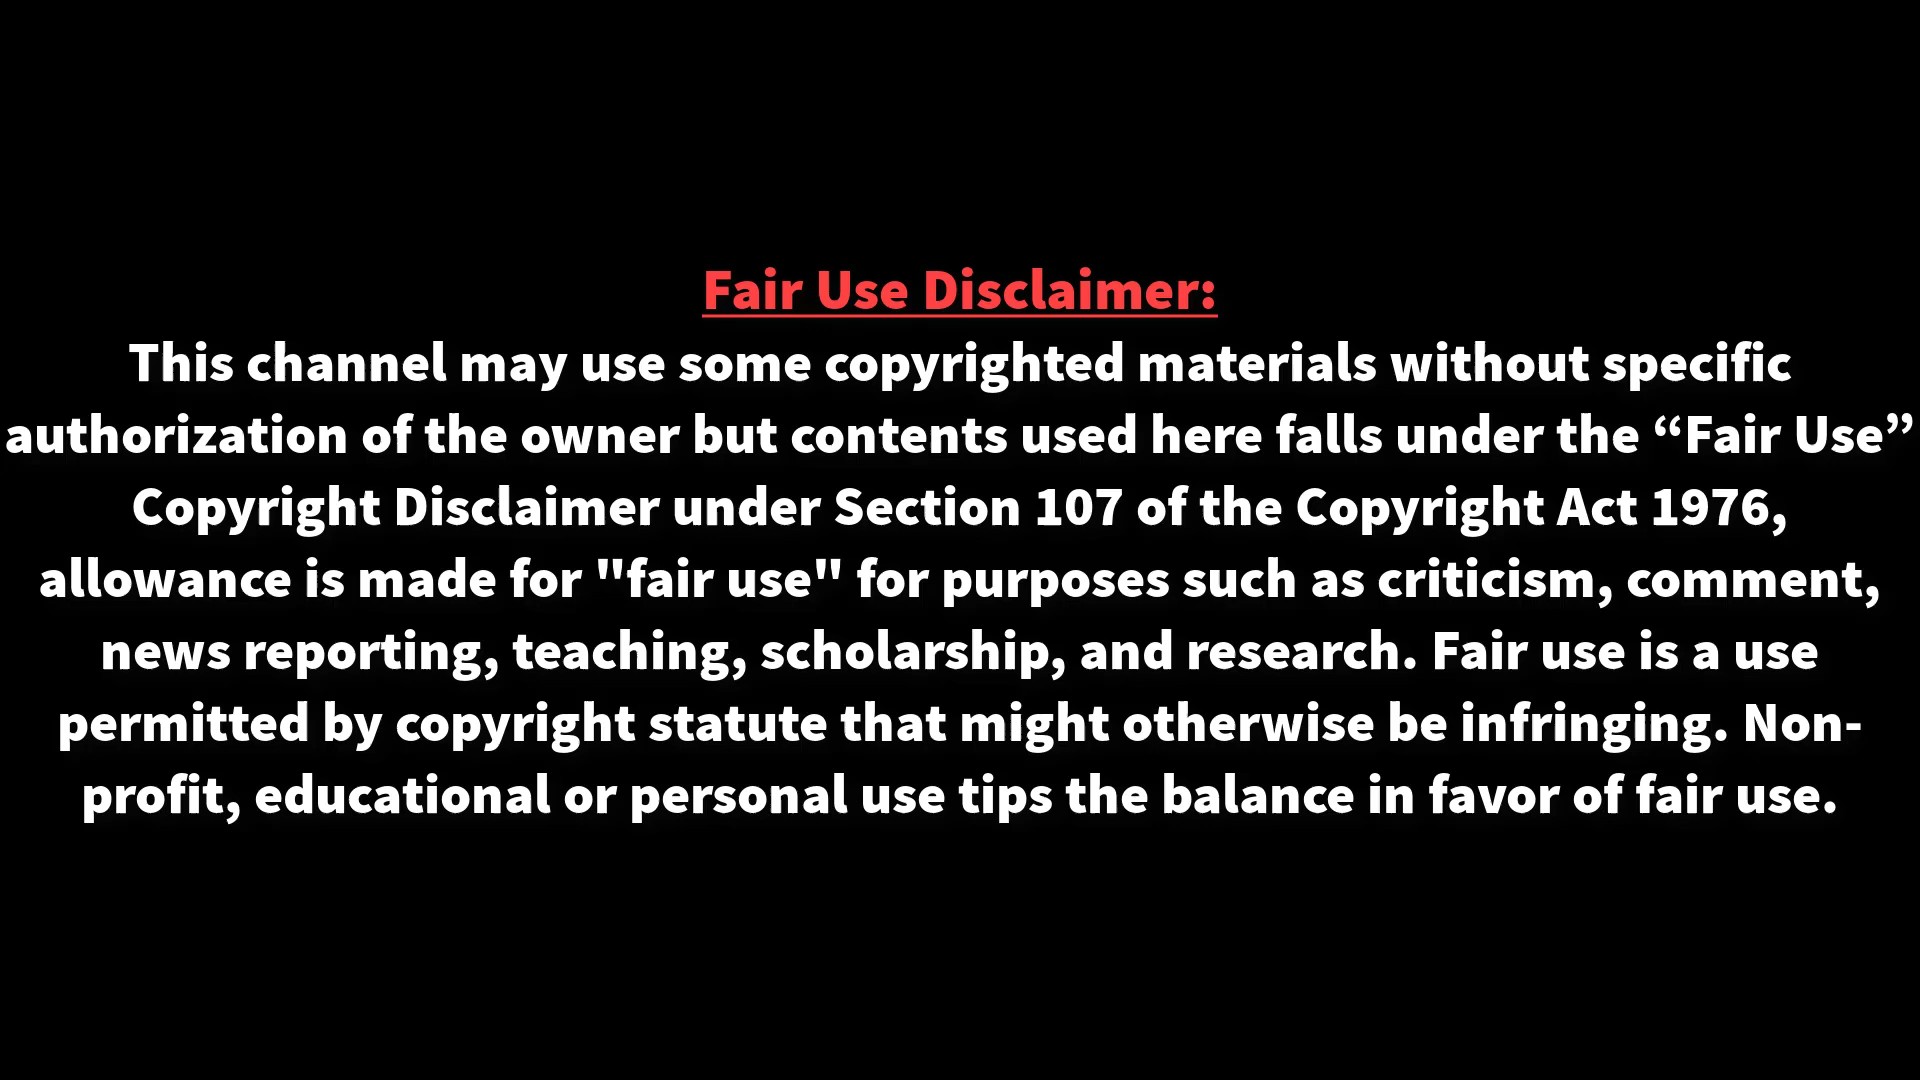 Fair Use Disclaimer:
This channel may use some copyrighted materials without specific
authorization of the owner but contents used here falls under the “Fair Use”
Copyright Disclaimer under Section 107 of the Copyright Act 1976,
allowance is made for "fair use" for purposes such as criticism, comment,
news reporting, teaching, scholarship, and research. Fair use is a use
permitted by copyright statute that might otherwise be infringing. Non-
profit, educational or personal use tips the balance in favor of fair use.